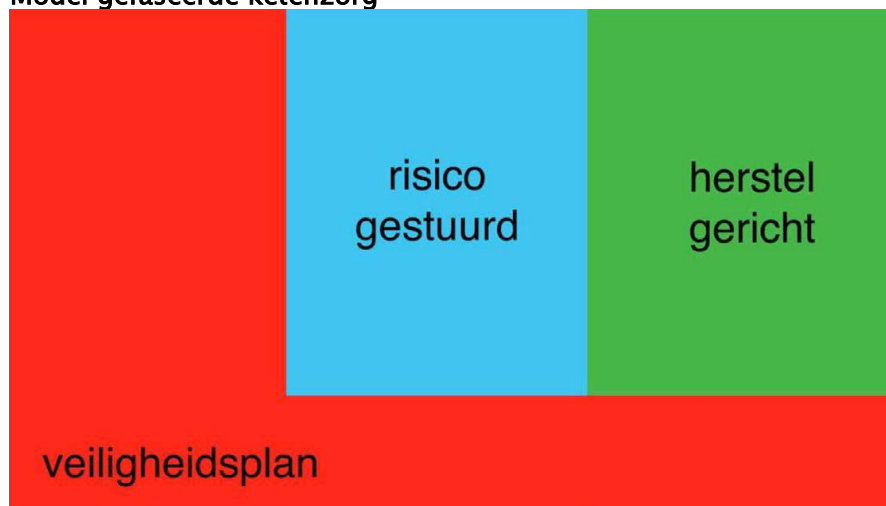 Model gefaseerde ketenzorg
risico
gestuurd
herstel
gericht
veiligheidsplan